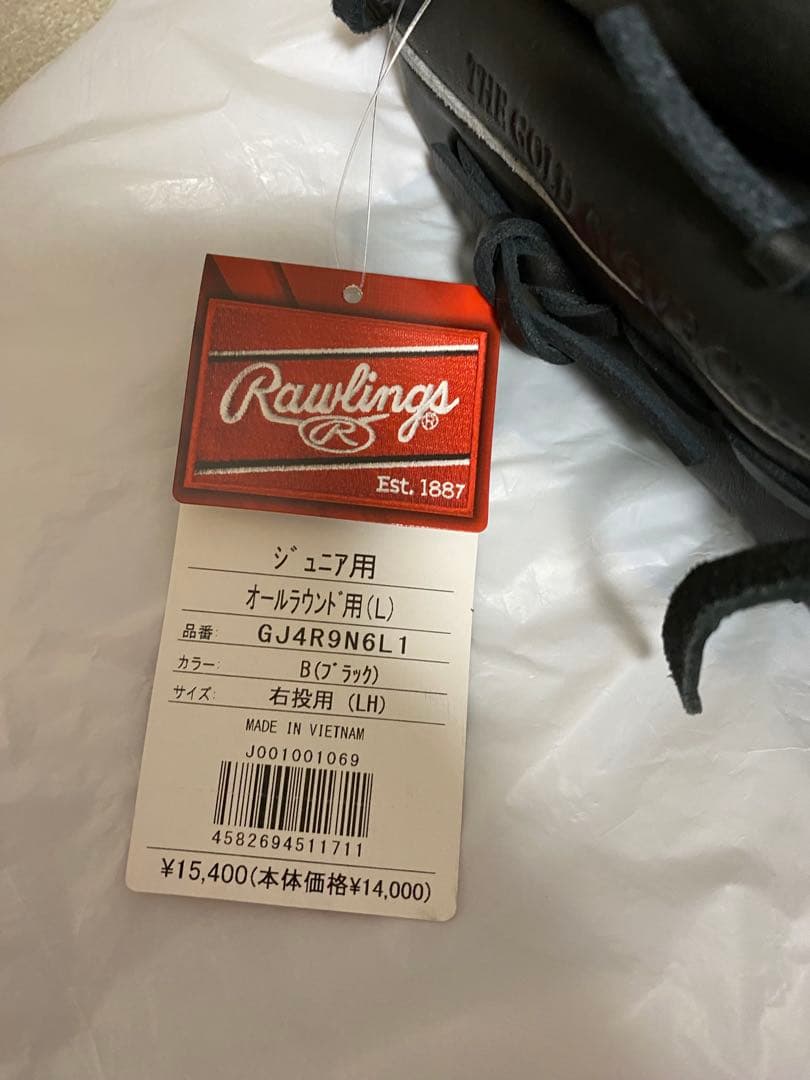 THE GOLD GLOVE CO
Rawlings®
R
Est. 1887
ジュニア用
オールラウンド用(L)
品番: GJ4R9N6L1
カラー: B(ブラック)
サイズ: 右投用 (LH)
MADE IN VIETNAM
J001001069
4582694511711
¥15,400(本体価格¥14,000)